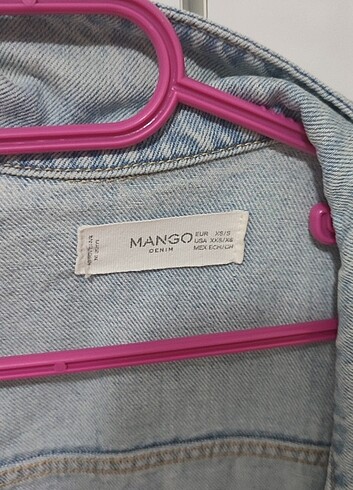 MANGO
DENIM
EUR XS/S
USA XXS/XS
MEX ECH/CH